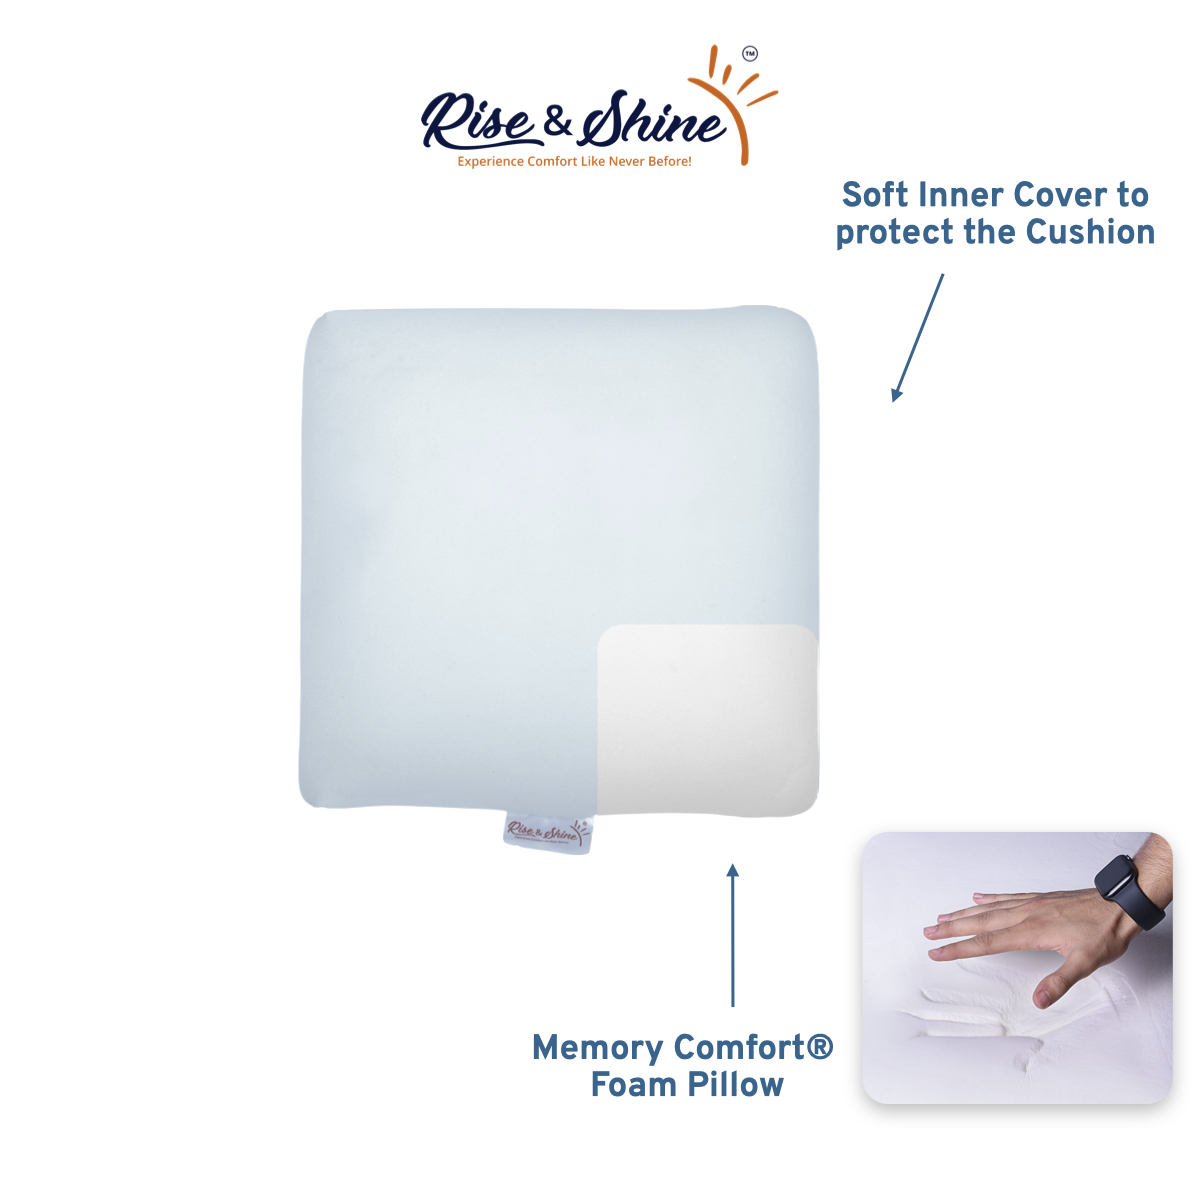 Rise & Shine
TM
Experience Comfort Like Never Before!
Soft Inner Cover to
protect the Cushion
Rise & Shine
Memory Comfort®
Foam Pillow